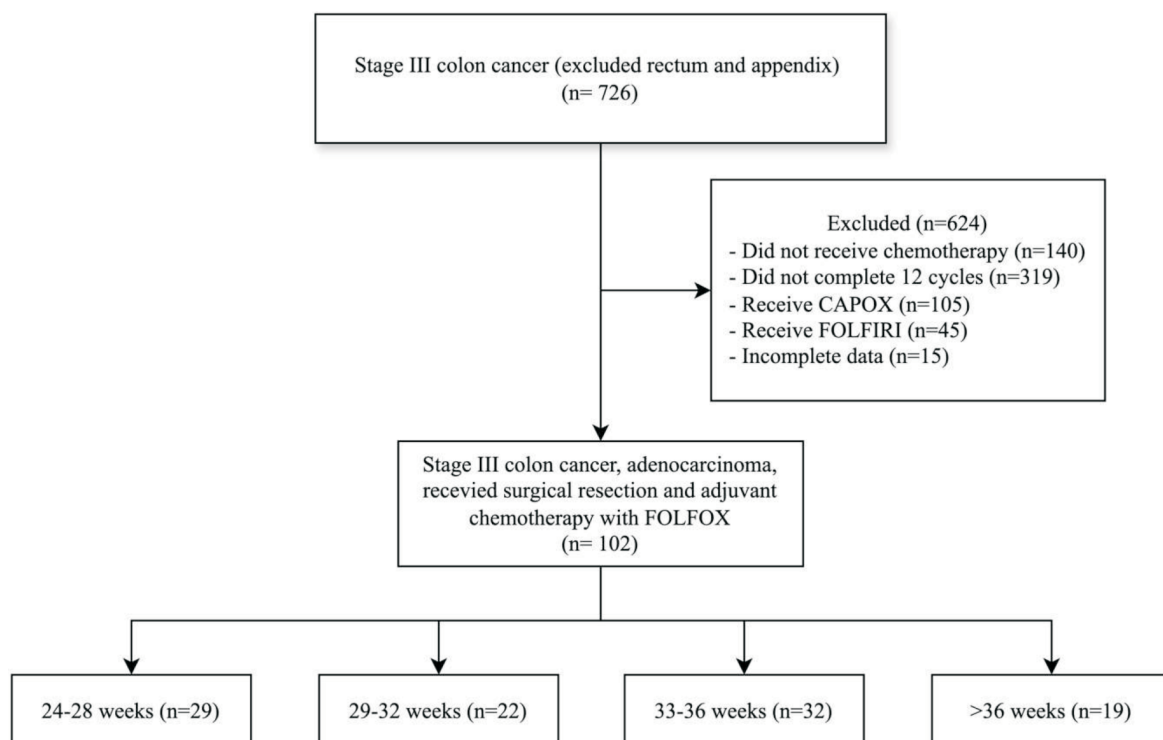 Stage III colon cancer (excluded rectum and appendix)
(n= 726)
Excluded (n=624)
- Did not receive chemotherapy (n=140)
- Did not complete 12 cycles (n=319)
- Receive CAPOX (n=105)
- Receive FOLFIRI (n=45)
- Incomplete data (n=15)
Stage III colon cancer, adenocarcinoma,
recevied surgical resection and adjuvant
chemotherapy with FOLFOX
(n= 102)
24-28 weeks (n=29)
29-32 weeks (n=22)
33-36 weeks (n=32)
>36 weeks (n=19)